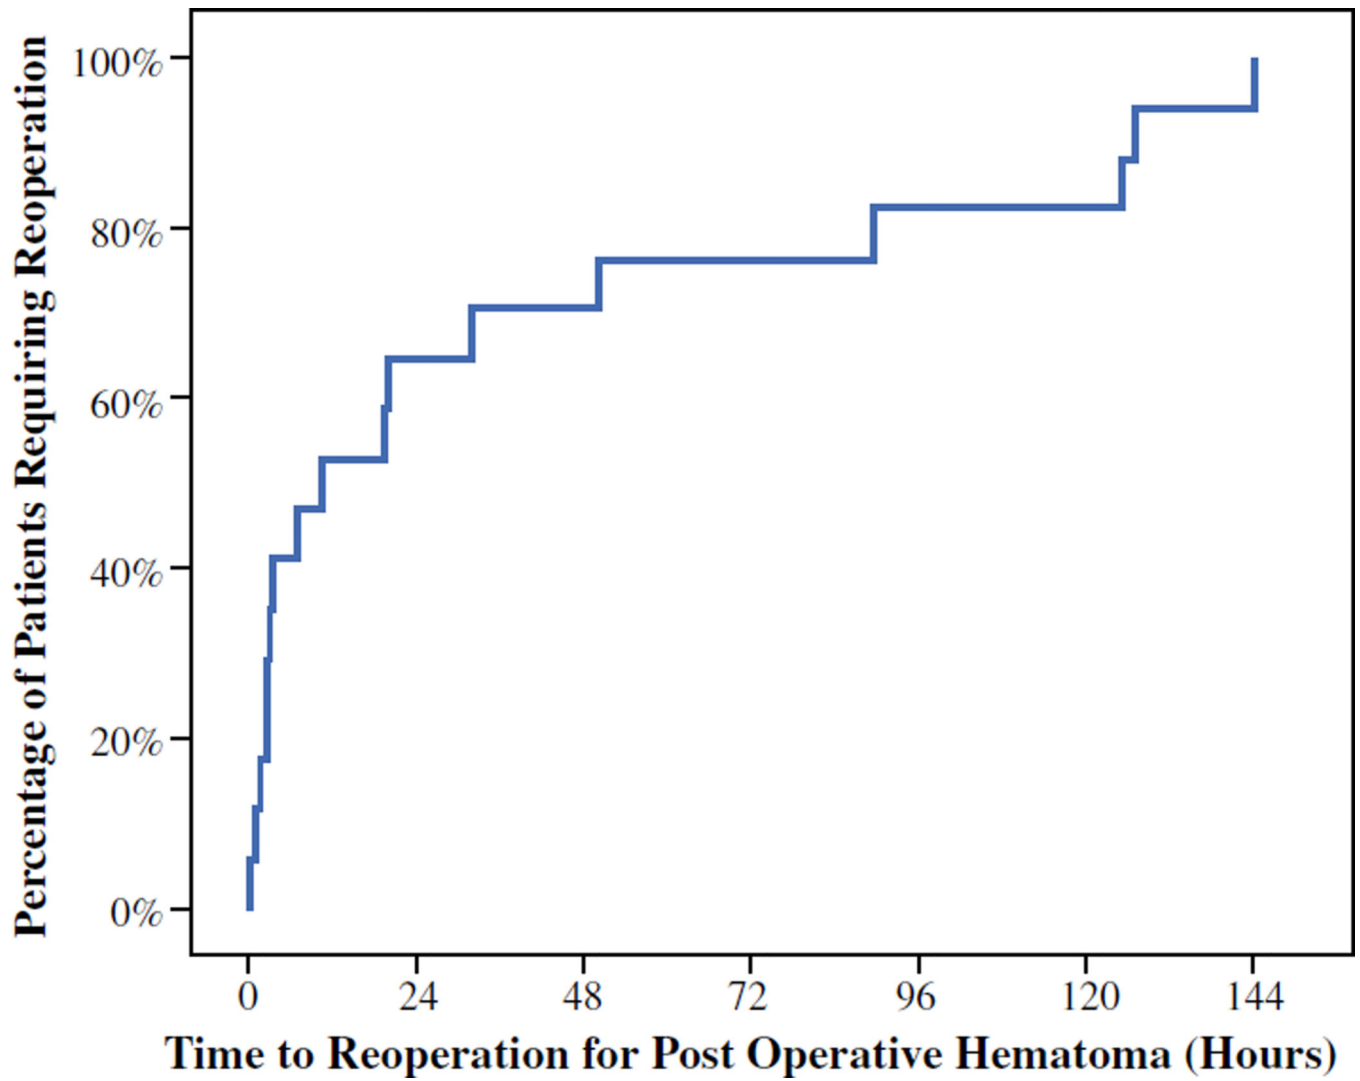 Percentage of Patients Requiring Reoperation
100%
80%
60%
40%
20%
0%
0 24 48 72 96 120 144
Time to Reoperation for Post Operative Hematoma (Hours)